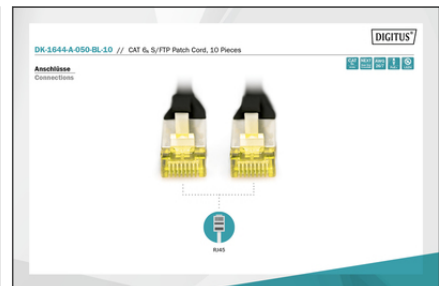 DIGITUS®
DK-1644-A-050-BL-10 // CAT 6A S/FTP Patch Cord, 10 Pieces
Anschlüsse
Connections
RJ45